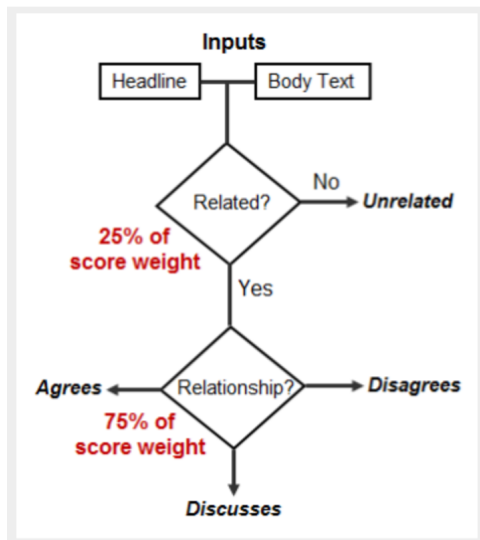 Inputs
Headline
Body Text
Related?
No
Unrelated
25% of
score weight
Yes
Agrees
Relationship?
Disagrees
75% of
score weight
Discusses